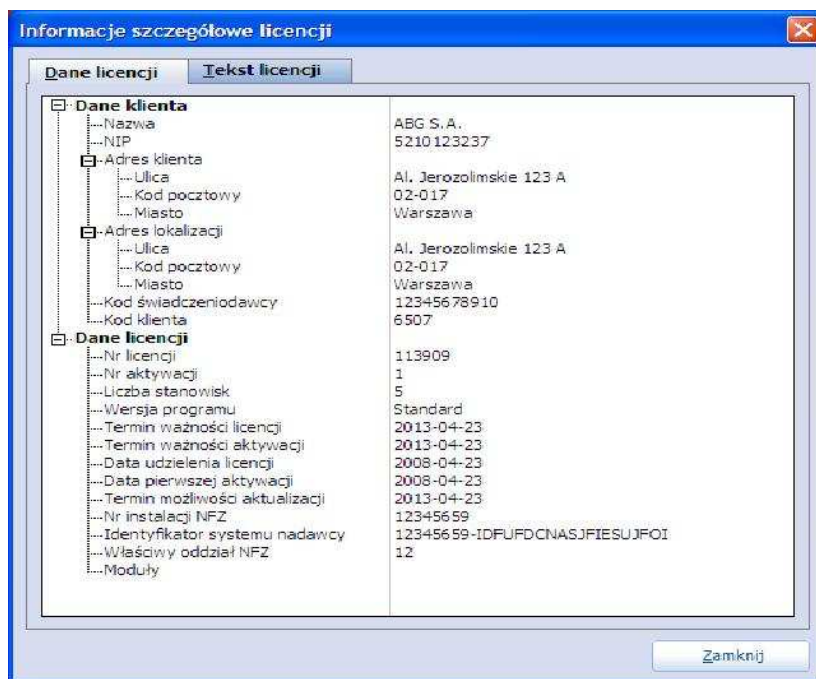 Informacje szczegółowe licencji
Dane licencji Tekst licencji
Dane klienta
Nazwa ABG S.A.
NIP 5210123237
Adres klienta
Ulica Al. Jerozolimskie 123 A
Kod pocztowy 02-017
Miasto Warszawa
Adres lokalizacji
Ulica Al. Jerozolimskie 123 A
Kod pocztowy 02-017
Miasto Warszawa
Kod świadczeniodawcy 12345678910
Kod klienta 6507
Dane licencji
Nr licencji 113909
Nr aktywacji 1
Liczba stanowisk 5
Wersja programu Standard
Termin ważności licencji 2013-04-23
Termin ważności aktywacji 2013-04-23
Data udzielenia licencji 2008-04-23
Data pierwszej aktywacji 2008-04-23
Termin możliwości aktualizacji 2013-04-23
Nr instalacji NFZ 12345659
Identyfikator systemu nadawcy 12345659-IDFUFDCNASJFIESUJFOI
Właściwy oddział NFZ 12
Moduły
Zamknij